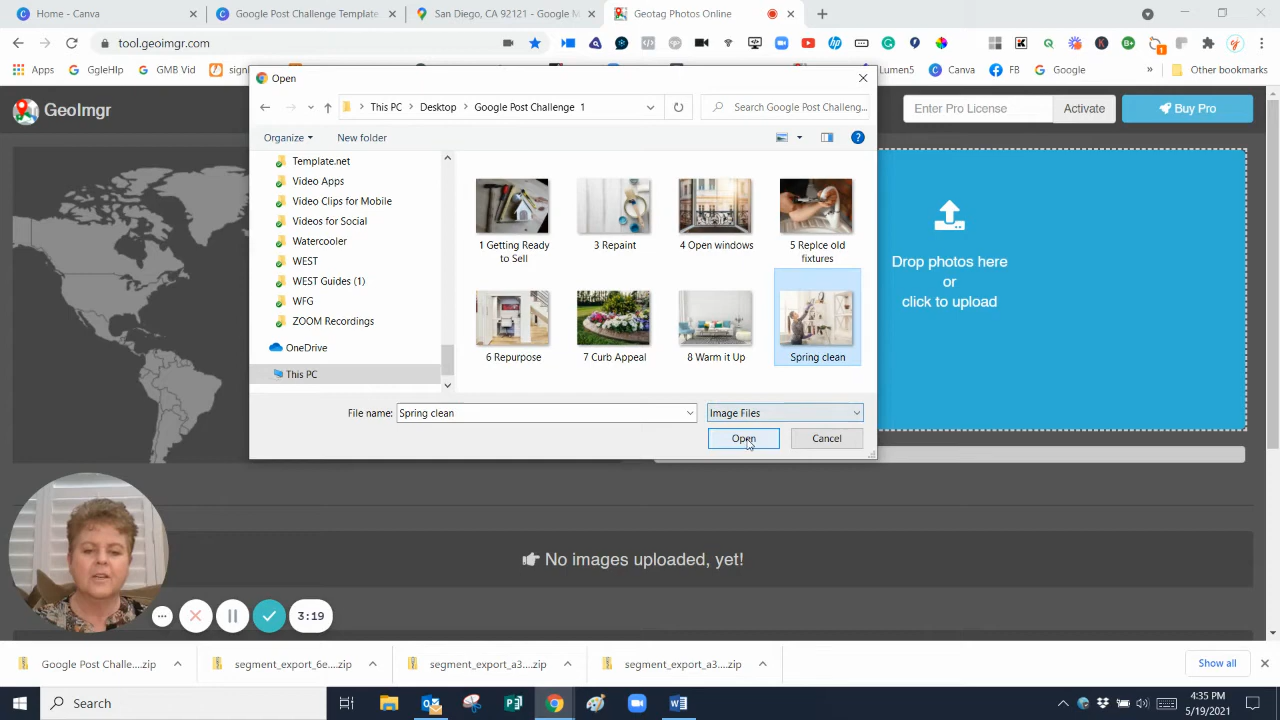 Home - Canva
Google Post Challenge Template
San Diego, CA 92121 - Google M
Geotag Photos Online
tool.geoimgr.com
Apps
GgleHlp
GMB Vid
sign
Lumen5
Canva
FB
Google
»
Other bookmarks
GeoImgr
Enter Pro License
Activate
Buy Pro
Open
This PC
Desktop
Google Post Challenge 1
Search Google Post Challeng...
Organize
New folder
Template.net
Video Apps
Video Clips for Mobile
Videos for Social
Watercooler
WEST
WEST Guides (1)
WFG
ZOOM Recordings
OneDrive
This PC
1 Getting Ready
to Sell
3 Repaint
4 Open windows
5 Replce old
fixtures
6 Repurpose
7 Curb Appeal
8 Warm it Up
Spring clean
File name:
Spring clean
Image Files
Open
Cancel
Drop photos here
or
click to upload
No images uploaded, yet!
3:19
Google Post Challe....zip
segment_export_6e....zip
segment_export_a3....zip
segment_export_a3....zip
Show all
Search
4:35 PM
5/19/2021